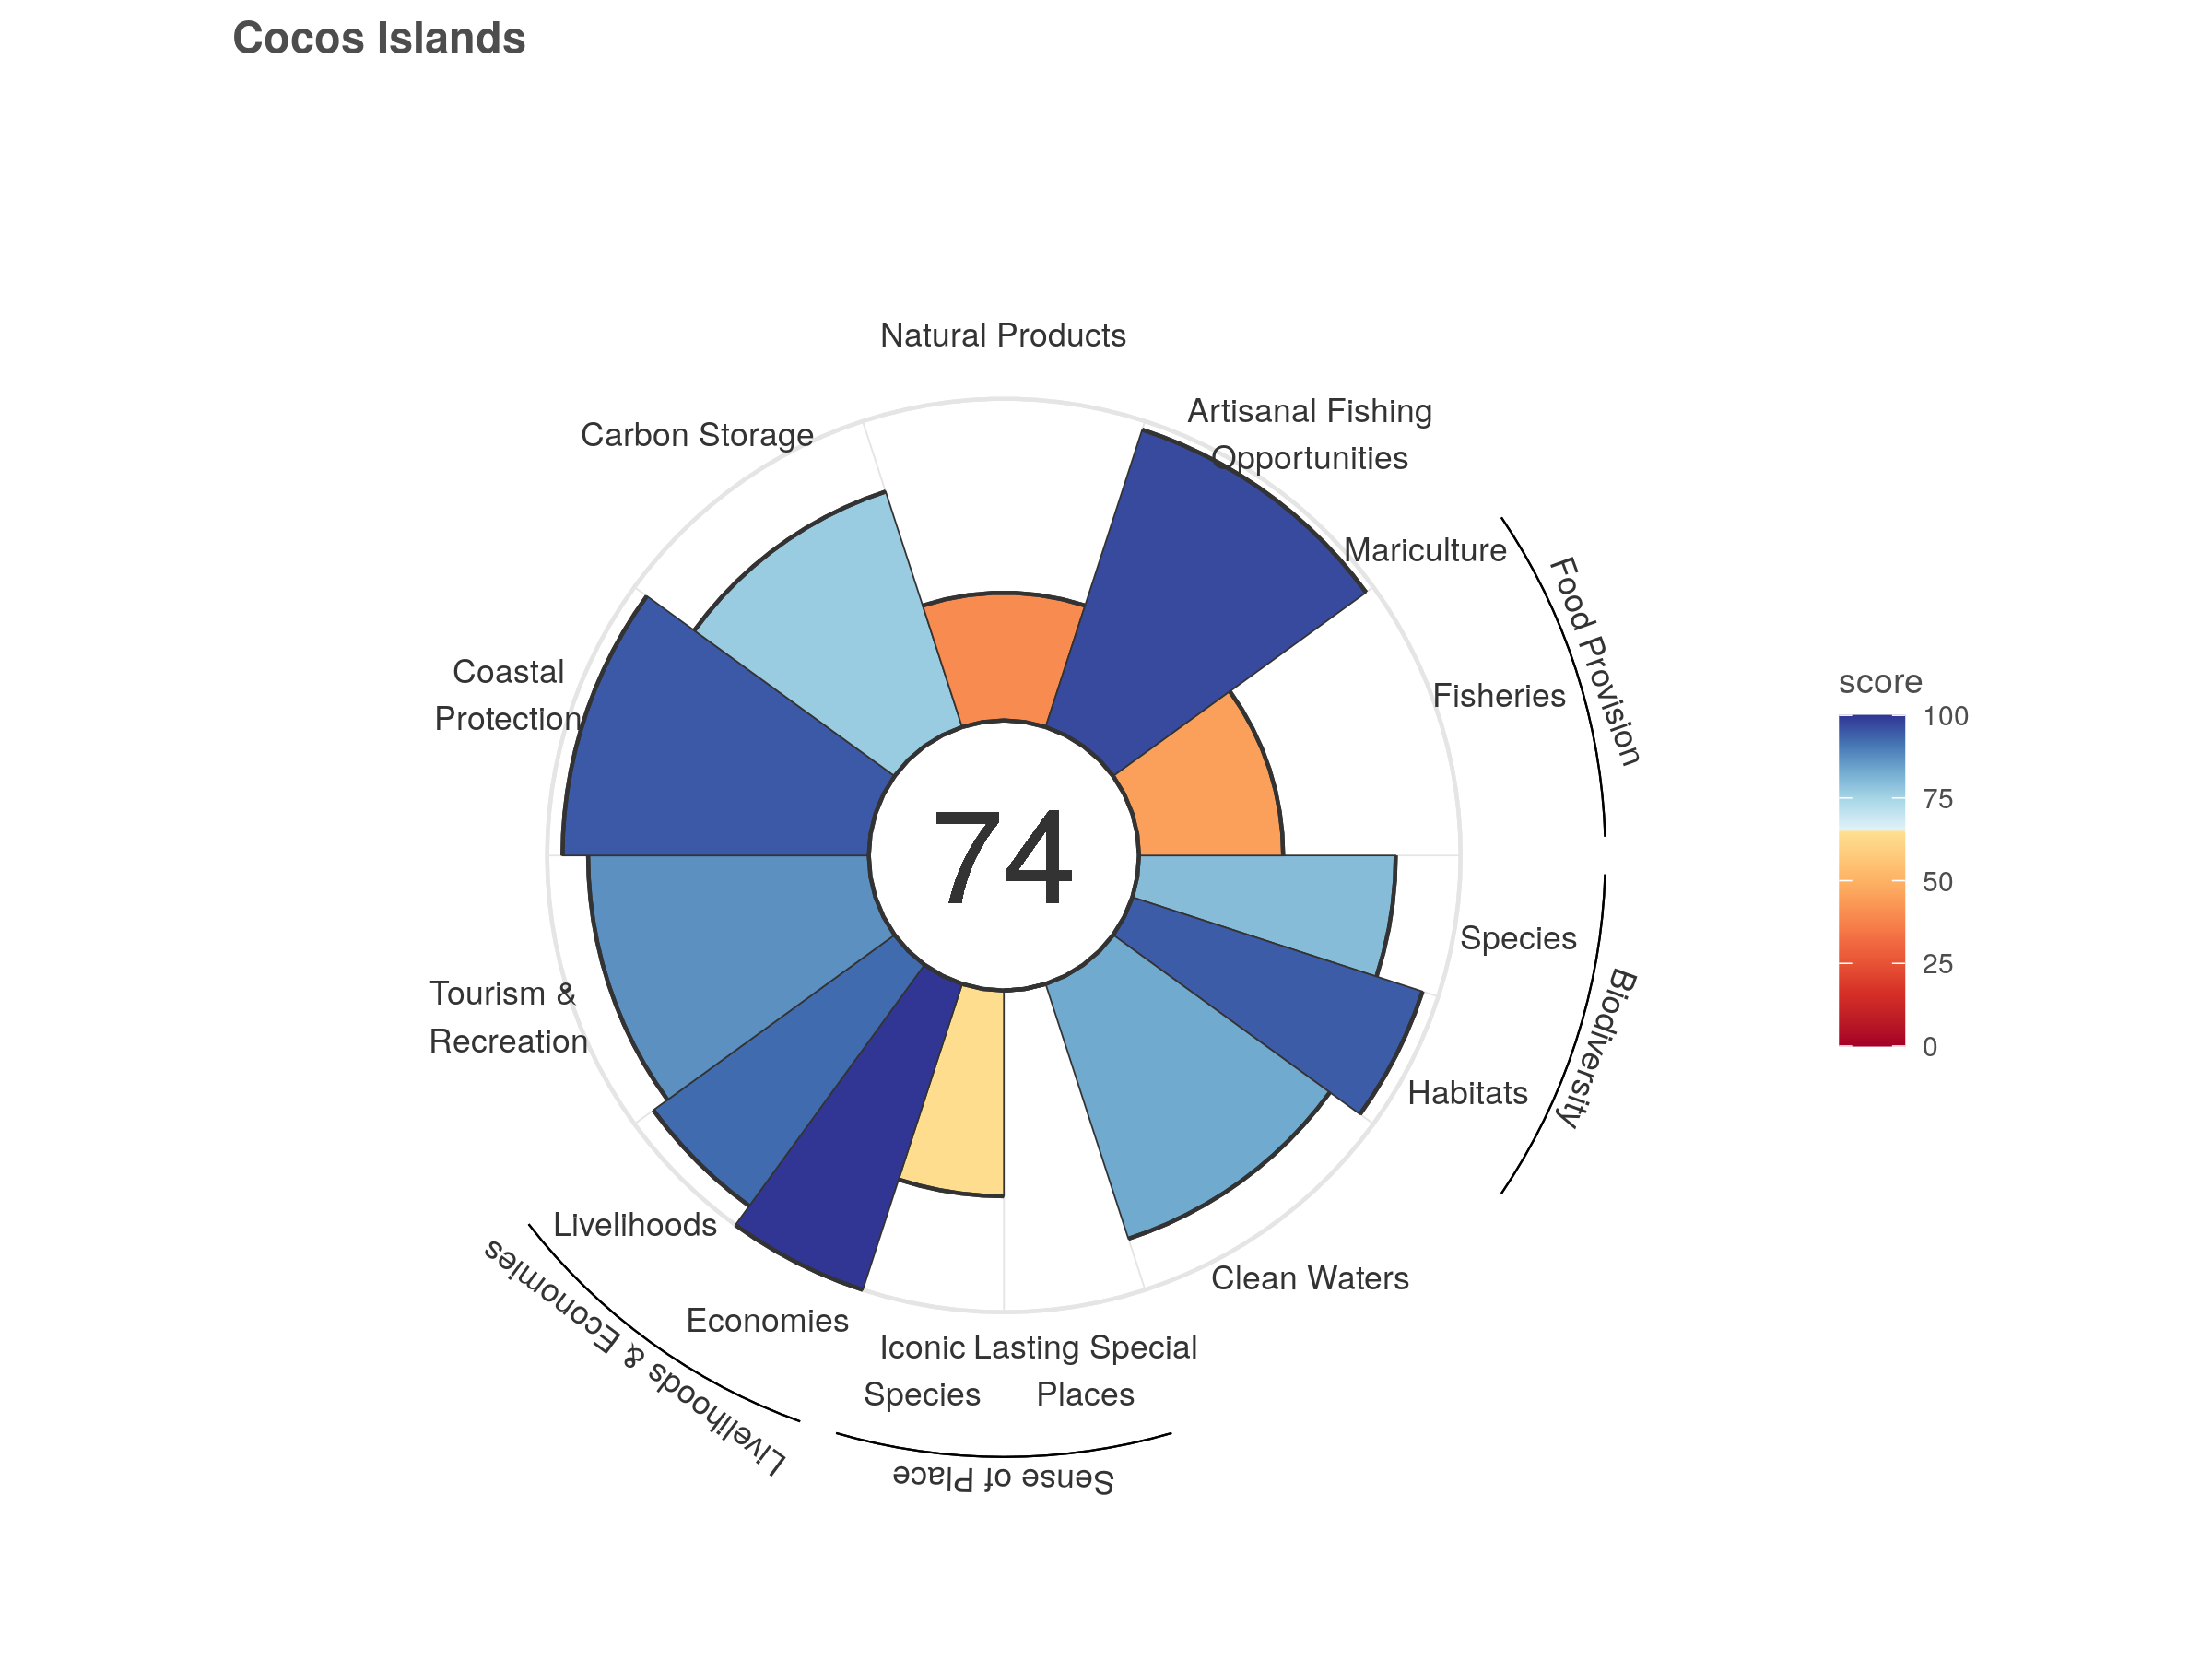 Cocos Islands
Natural Products
Artisanal Fishing
Opportunities
Carbon Storage
Mariculture
Food Provision
Fisheries
Coastal
Protection
score
100
75
50
25
0
74
Species
Biodiversity
Tourism &
Recreation
Habitats
Livelihoods
Clean Waters
Economies
Livelihoods & Economies
Iconic
Species
Lasting Special
Places
Sense of Place